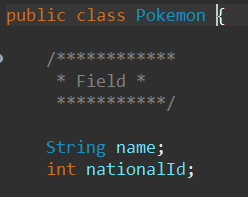 public class Pokemon {
/************
* Field *
***********/
String name;
int nationalId;